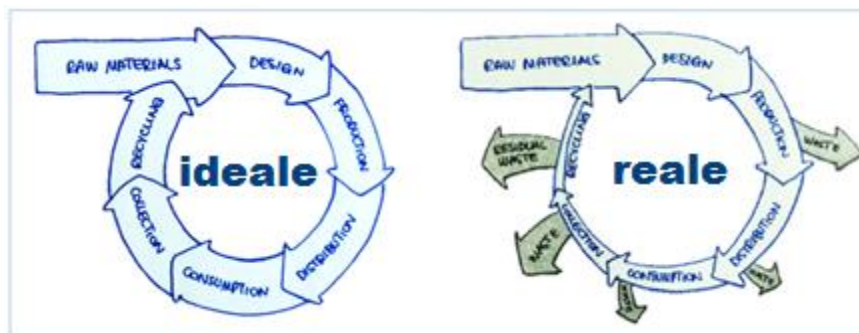 RAW MATERIALS
DESIGN
PRODUCTION
DISTRIBUTION
CONSUMPTION
COLLECTION
RECYCLING
ideale
RAW MATERIALS
DESIGN
PRODUCTION
WASTE
DISTRIBUTION
WASTE
CONSUMPTION
WASTE
COLLECTION
WASTE
RECYCLING
RESIDUAL
WASTE
reale